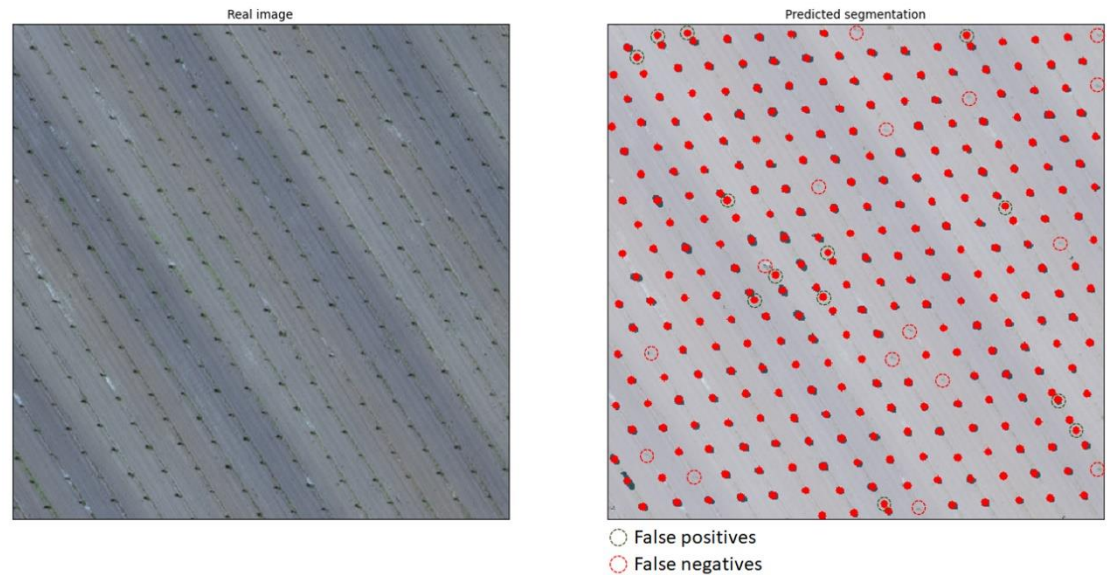 Real image
Predicted segmentation
False positives
False negatives